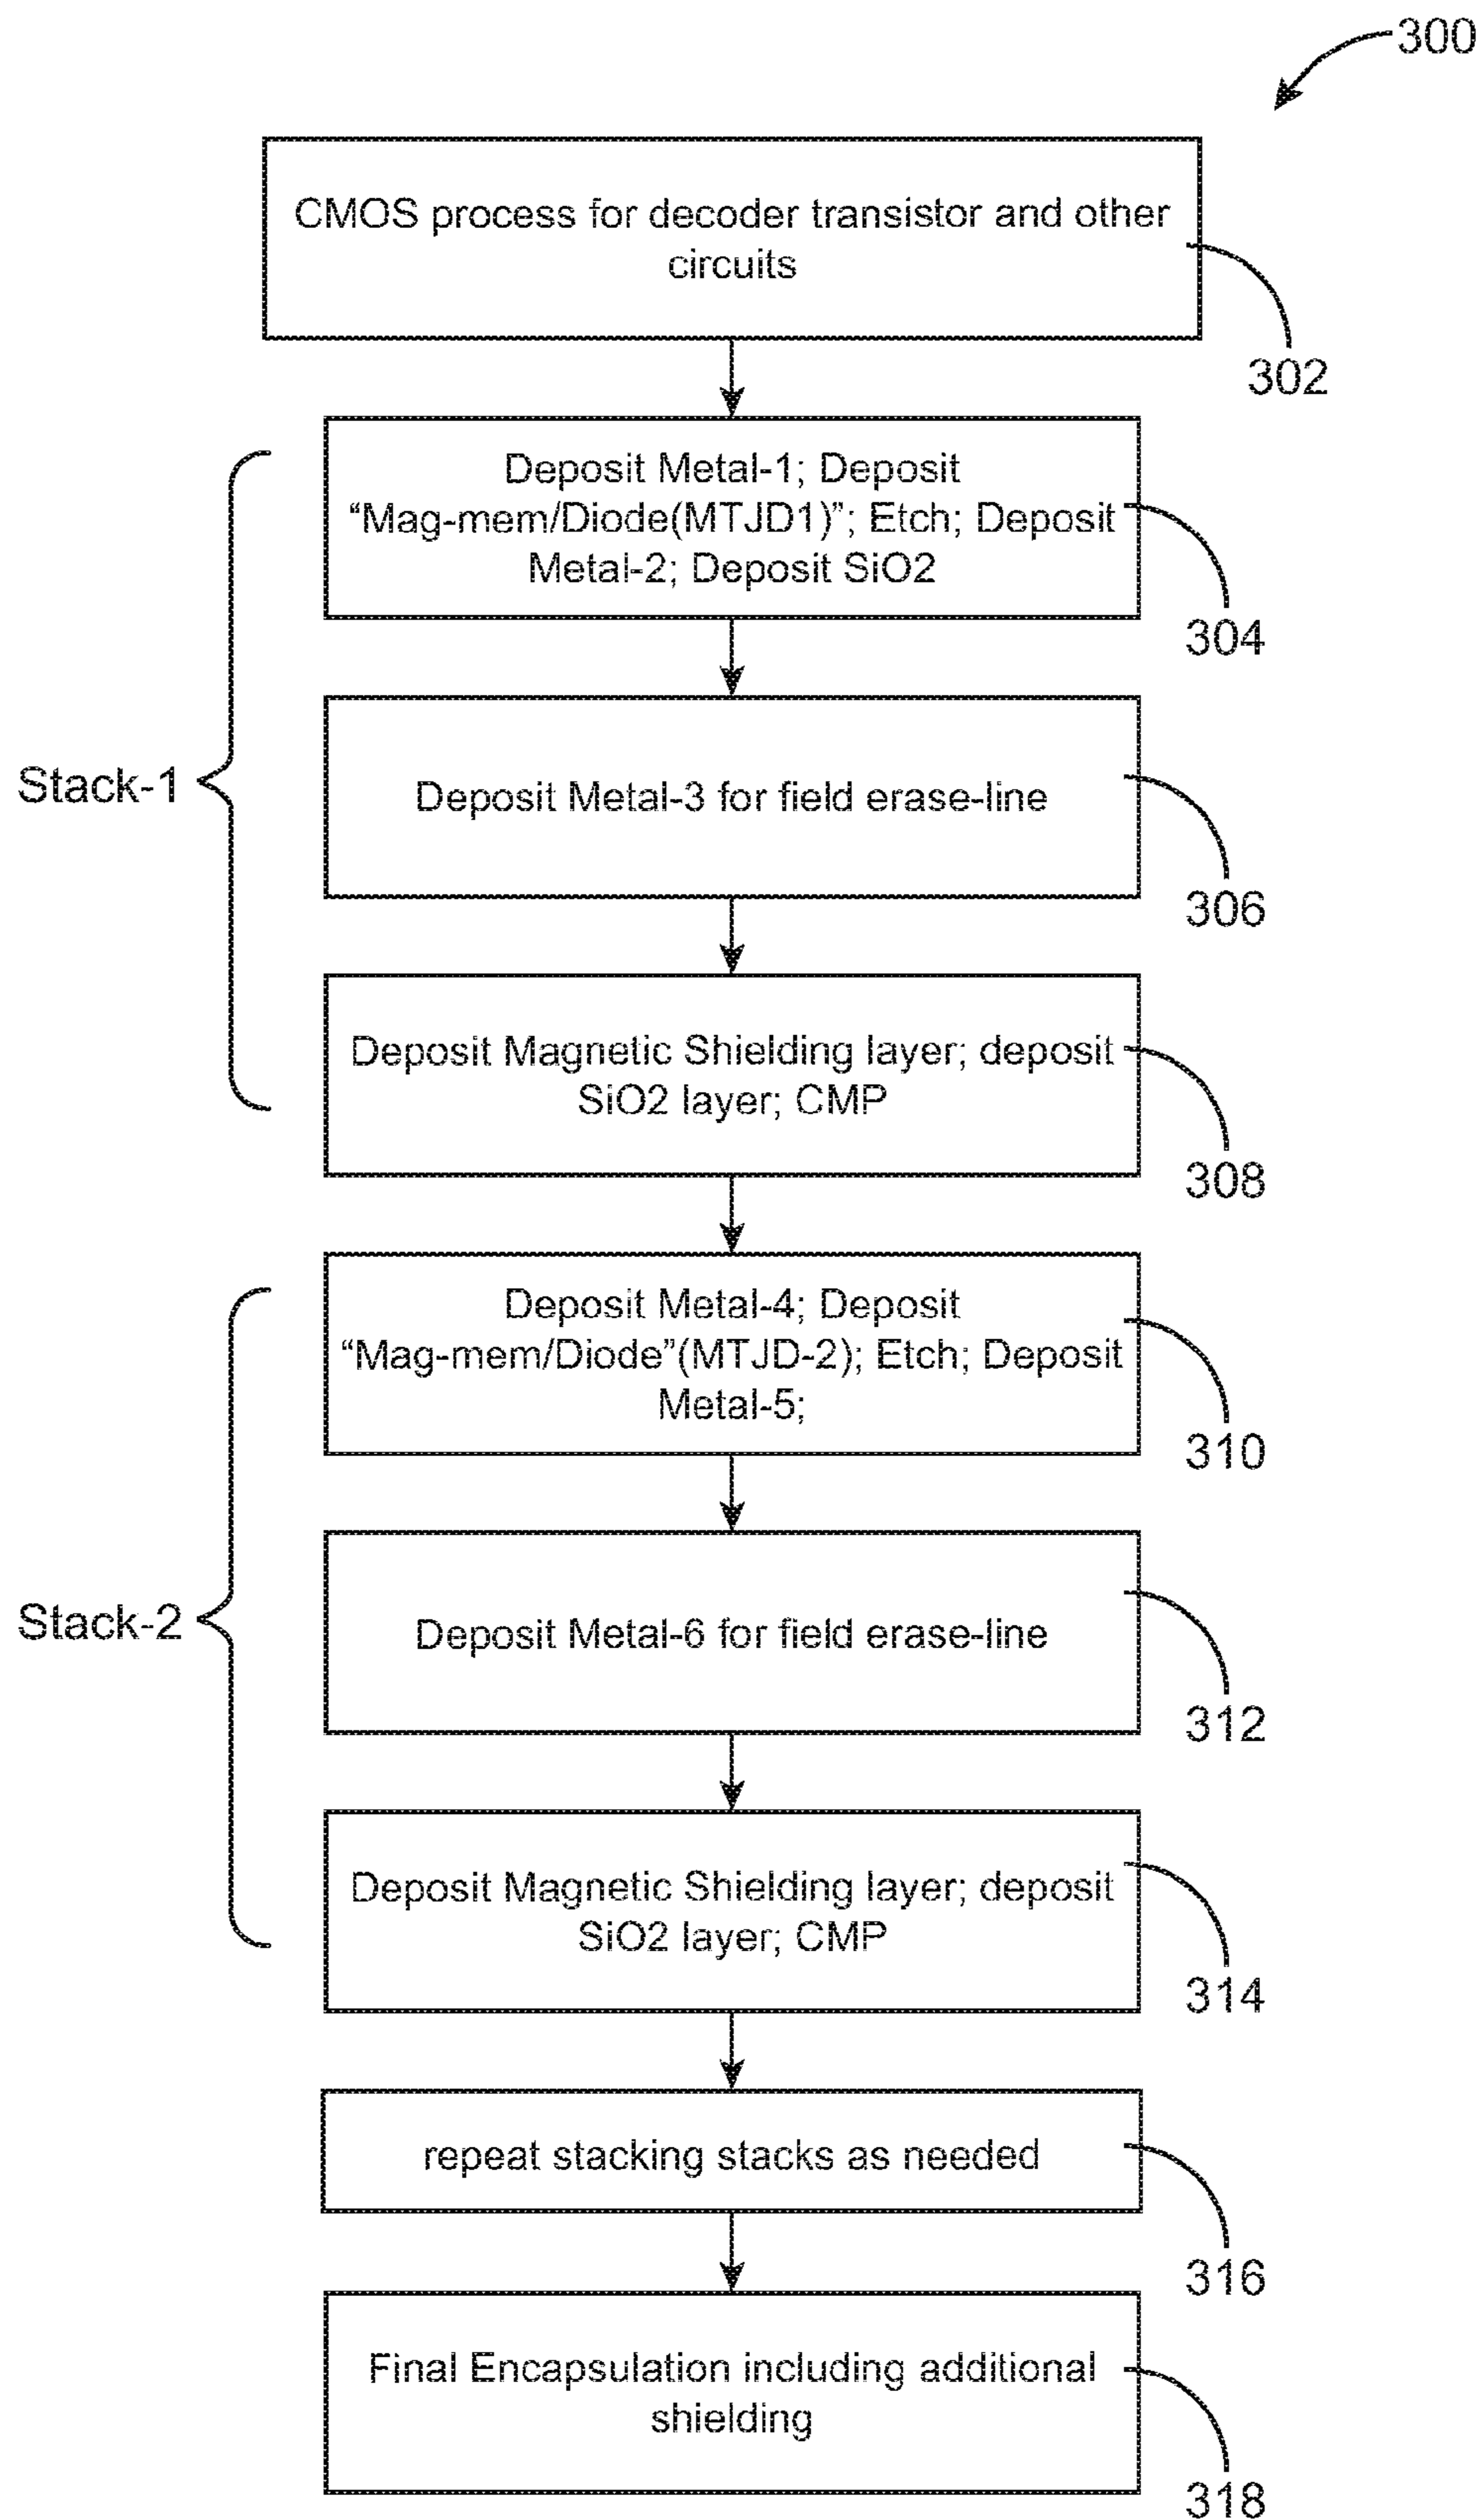 300
CMOS process for decoder transistor and other
circuits
302
Deposit Metal-1; Deposit
“Mag-mem/Diode(MTJD1)”; Etch; Deposit
Metal-2; Deposit SiO2
304
Stack-1
Deposit Metal-3 for field erase-line
306
Deposit Magnetic Shielding layer; deposit
SiO2 layer; CMP
308
Deposit Metal-4; Deposit
“Mag-mem/Diode”(MTJD-2); Etch; Deposit
Metal-5;
310
Stack-2
Deposit Metal-6 for field erase-line
312
Deposit Magnetic Shielding layer; deposit
SiO2 layer; CMP
314
repeat stacking stacks as needed
316
Final Encapsulation including additional
shielding
318